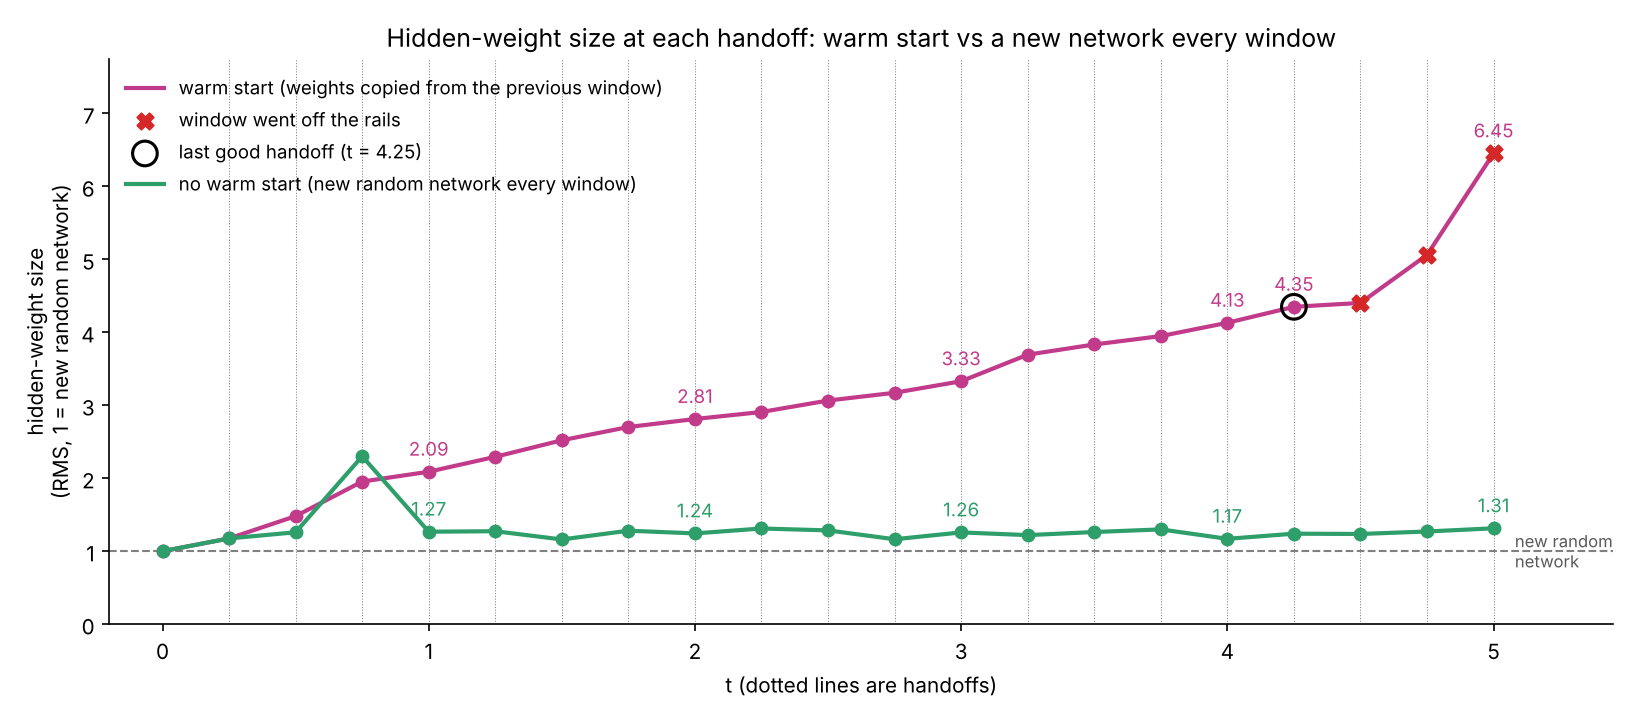 Hidden-weight size at each handoff: warm start vs a new network every window
warm start (weights copied from the previous window)
window went off the rails
last good handoff (t = 4.25)
no warm start (new random network every window)
hidden-weight size
(RMS, 1 = new random network)
7
6
5
4
3
2
1
0
2.09
2.81
3.33
4.13
4.35
6.45
1.27
1.24
1.26
1.17
1.31
new random
network
0
1
2
3
4
5
t (dotted lines are handoffs)